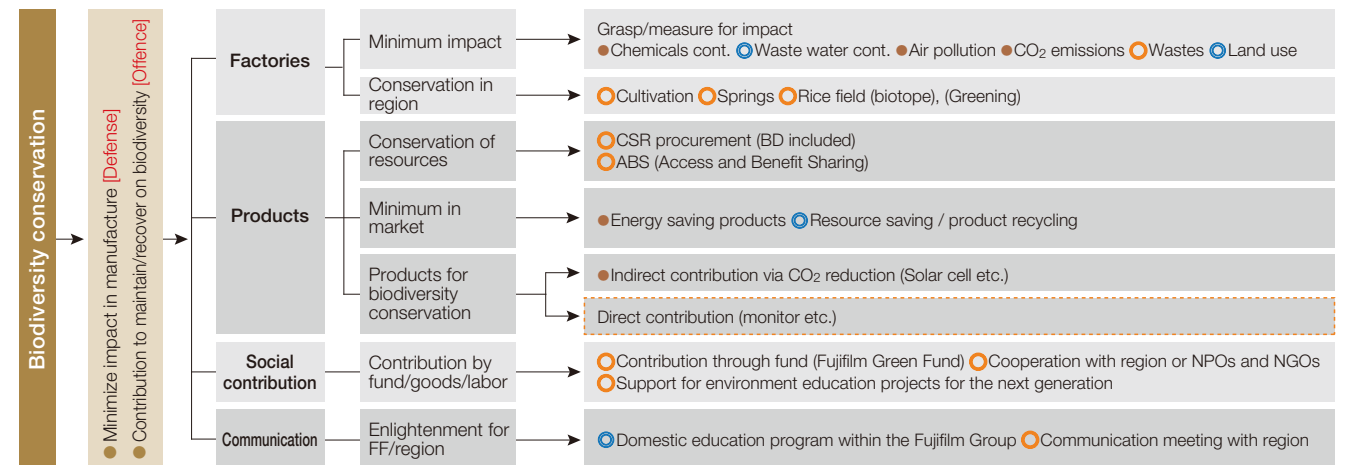 Biodiversity conservation
● Minimize impact in manufacture [Defense]
● Contribution to maintain/recover on biodiversity [Offence]
Factories
Minimum impact
Grasp/measure for impact
●Chemicals cont. ◎Waste water cont. ●Air pollution ●CO₂ emissions ○Wastes ◎Land use
Conservation in
region
○Cultivation ○Springs ○Rice field (biotope), (Greening)
Products
Conservation of
resources
○CSR procurement (BD included)
○ABS (Access and Benefit Sharing)
Minimum in
market
●Energy saving products ◎Resource saving / product recycling
Products for
biodiversity
conservation
●Indirect contribution via CO₂ reduction (Solar cell etc.)
Direct contribution (monitor etc.)
Social
contribution
Contribution by
fund/goods/labor
○Contribution through fund (Fujifilm Green Fund) ○Cooperation with region or NPOs and NGOs
○Support for environment education projects for the next generation
Communication
Enlightenment for
FF/region
◎Domestic education program within the Fujifilm Group ○Communication meeting with region